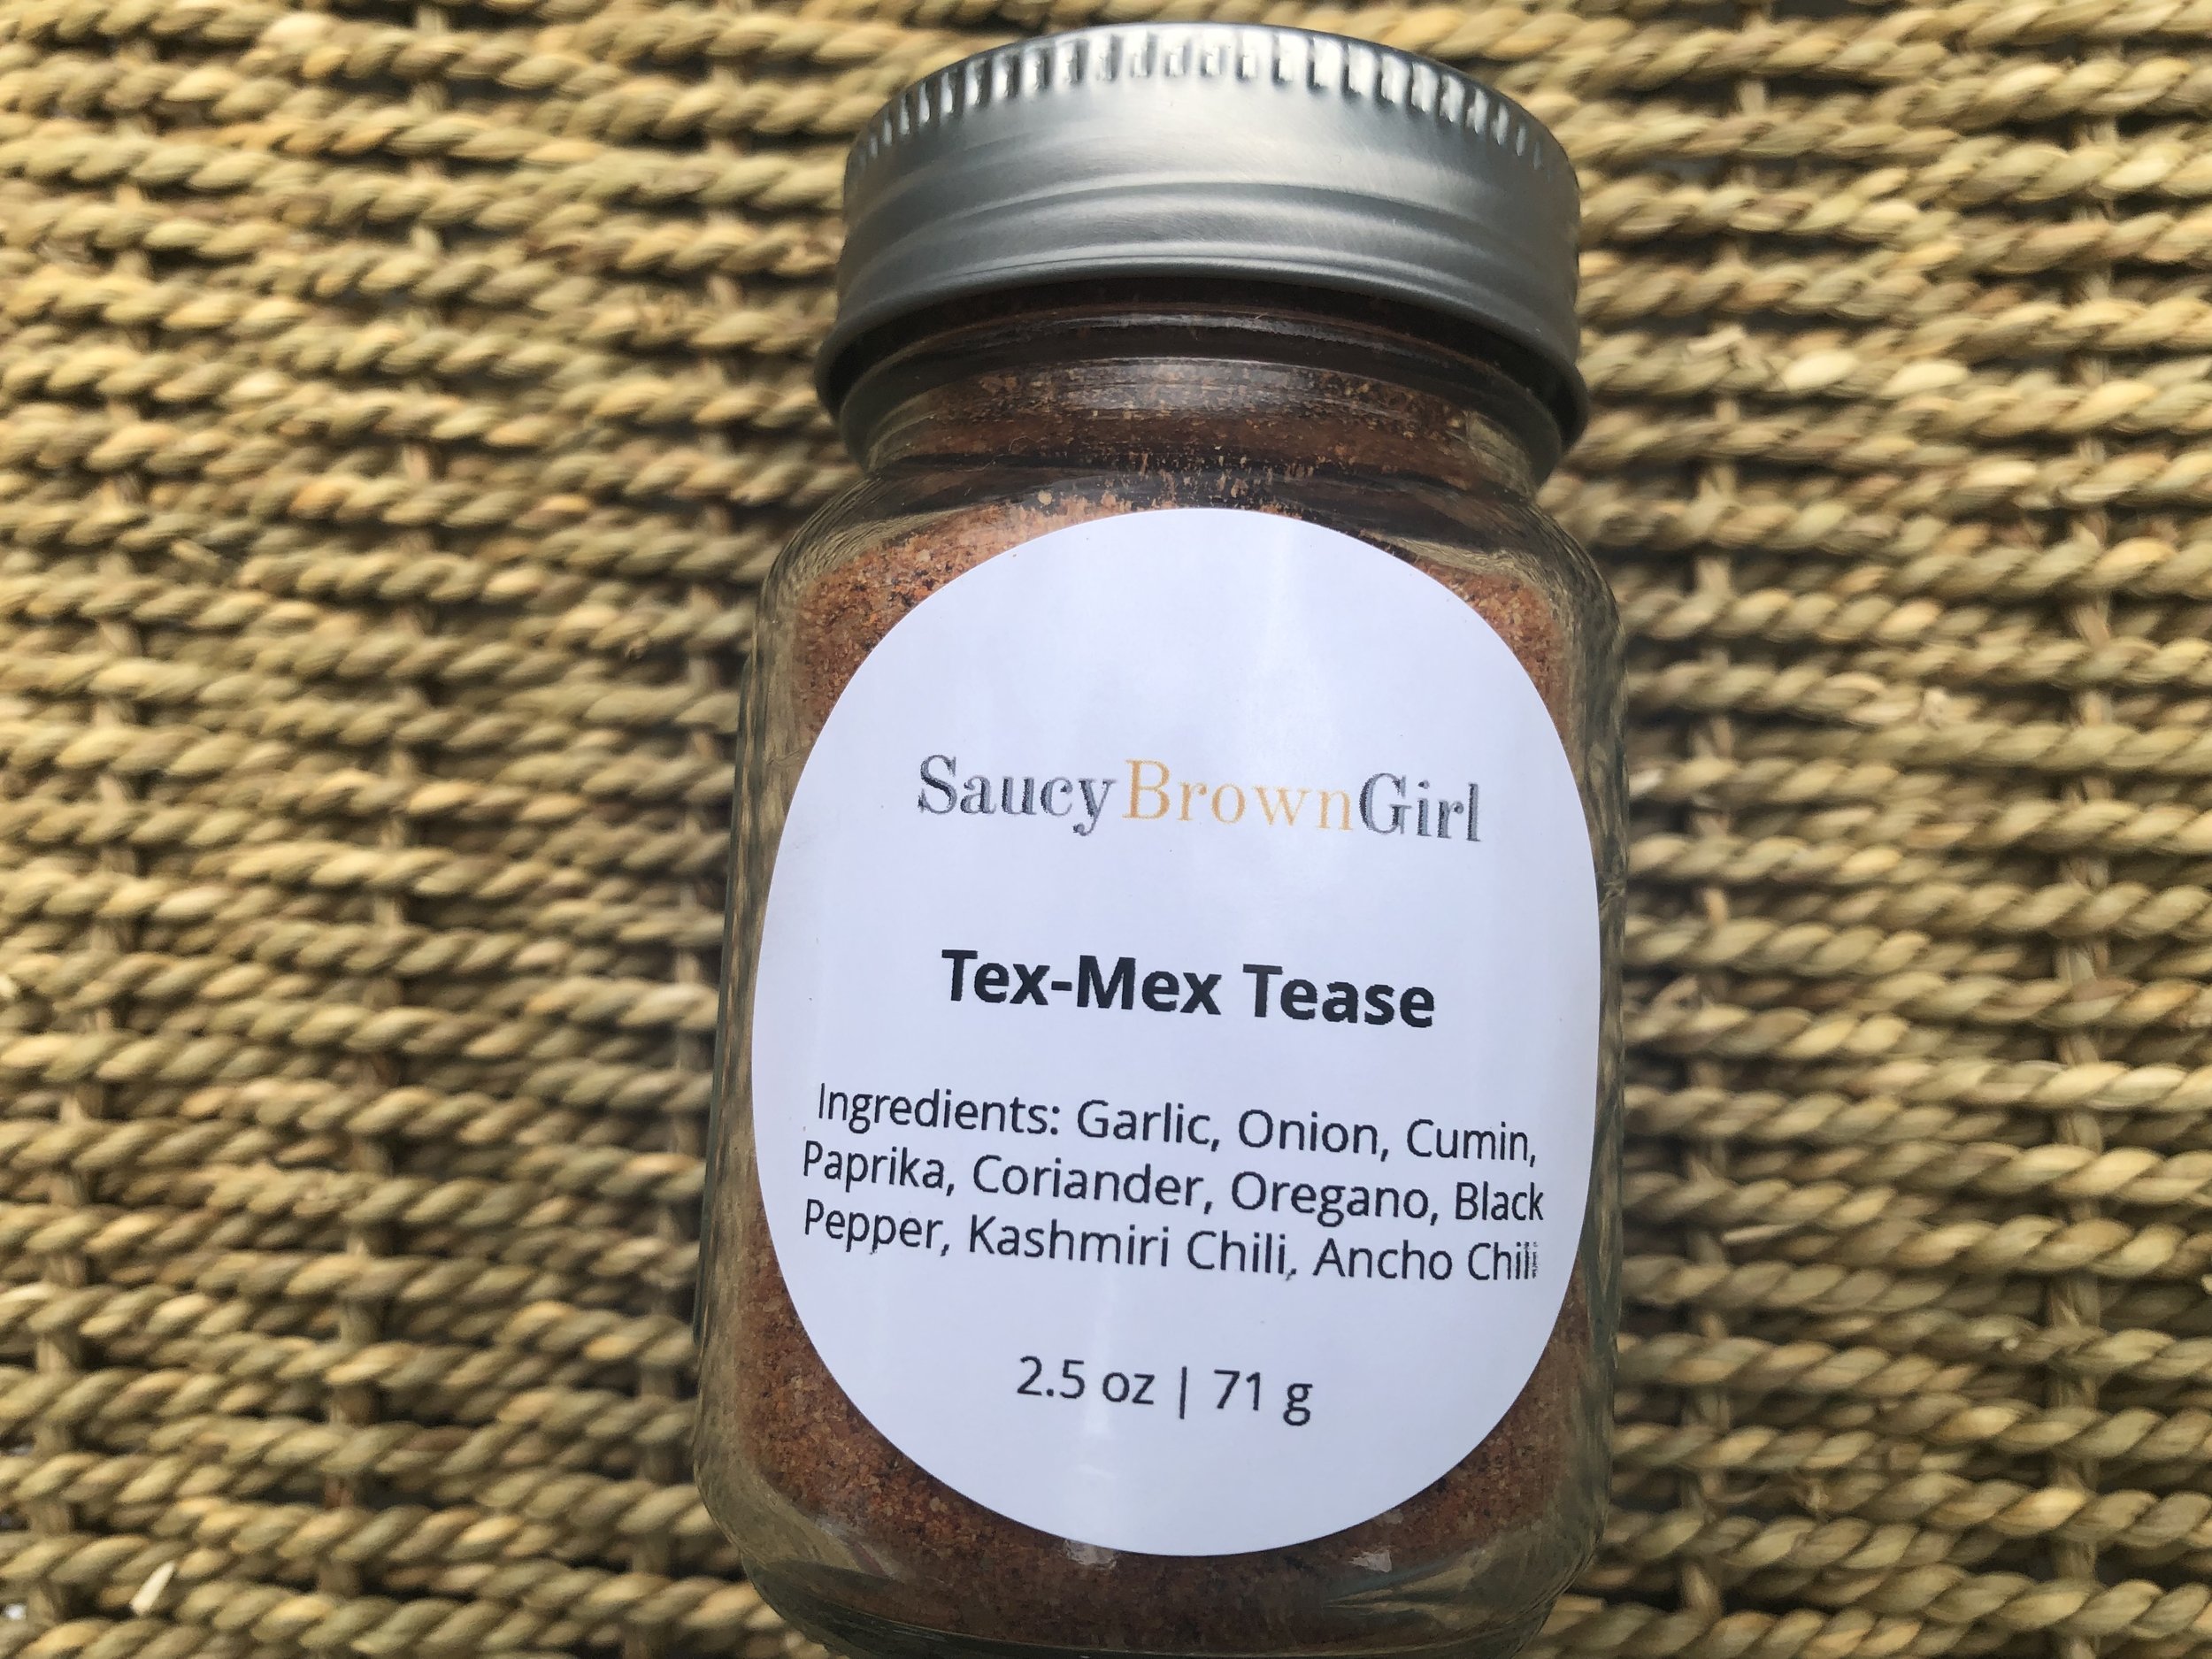 SaucyBrownGirl
Tex-Mex Tease
Ingredients: Garlic, Onion, Cumin,
Paprika, Coriander, Oregano, Black
Pepper, Kashmiri Chili, Ancho Chili
2.5 oz | 71 g